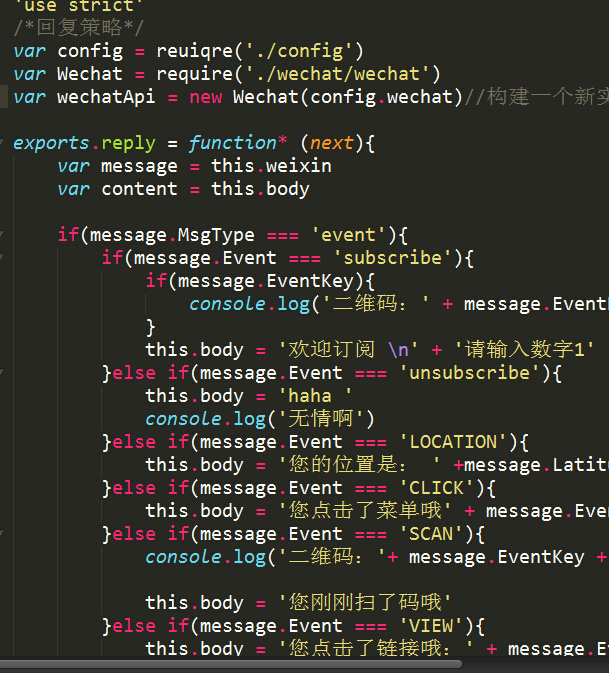 'use strict'
/*回复策略*/
var config = reuiqre('./config')
var Wechat = require('./wechat/wechat')
var wechatApi = new Wechat(config.wechat)//构建一个新实
exports.reply = function* (next){
var message = this.weixin
var content = this.body
if(message.MsgType === 'event'){
if(message.Event === 'subscribe'){
if(message.EventKey){
console.log('二维码: ' + message.Event
}
this.body = '欢迎订阅 \n' + '请输入数字1'
}else if(message.Event === 'unsubscribe'){
this.body = 'haha '
console.log('无情啊')
}else if(message.Event === 'LOCATION'){
this.body = '您的位置是: ' +message.Latit
}else if(message.Event === 'CLICK'){
this.body = '您点击了菜单哦' + message.Eve
}else if(message.Event === 'SCAN'){
console.log('二维码: '+ message.EventKey +
this.body = '您刚刚扫了码哦'
}else if(message.Event === 'VIEW'){
this.body = '您点击了链接哦: ' + message.E